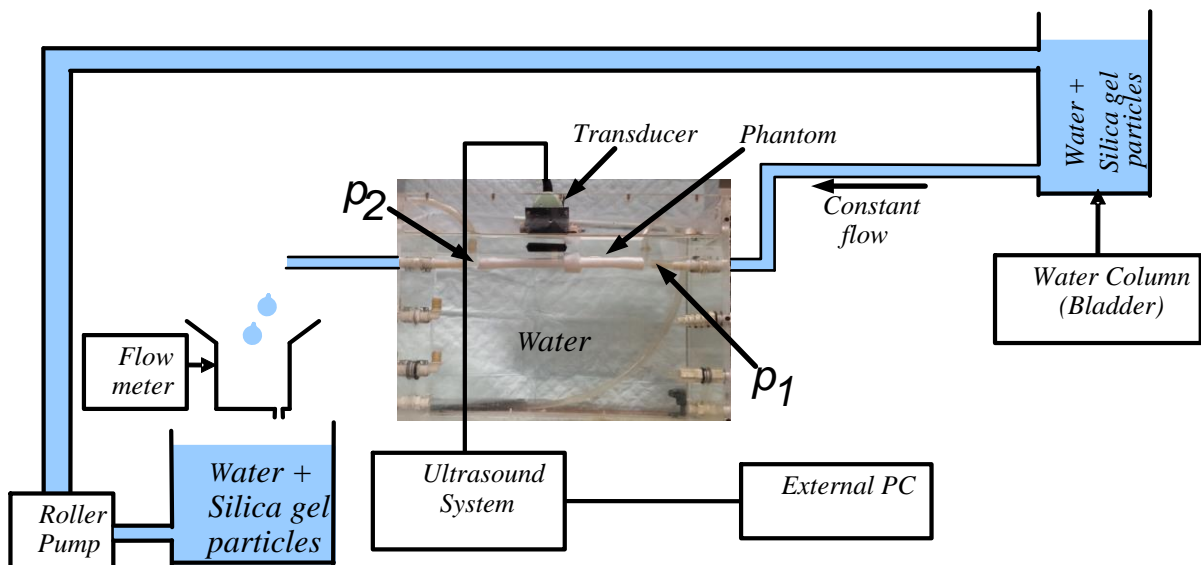 Water +
Silica gel
particles
Transducer
Phantom
p2
Constant
flow
Water Column
(Bladder)
Water
Flow
meter
p1
Water +
Silica gel
particles
Ultrasound
System
External PC
Roller
Pump